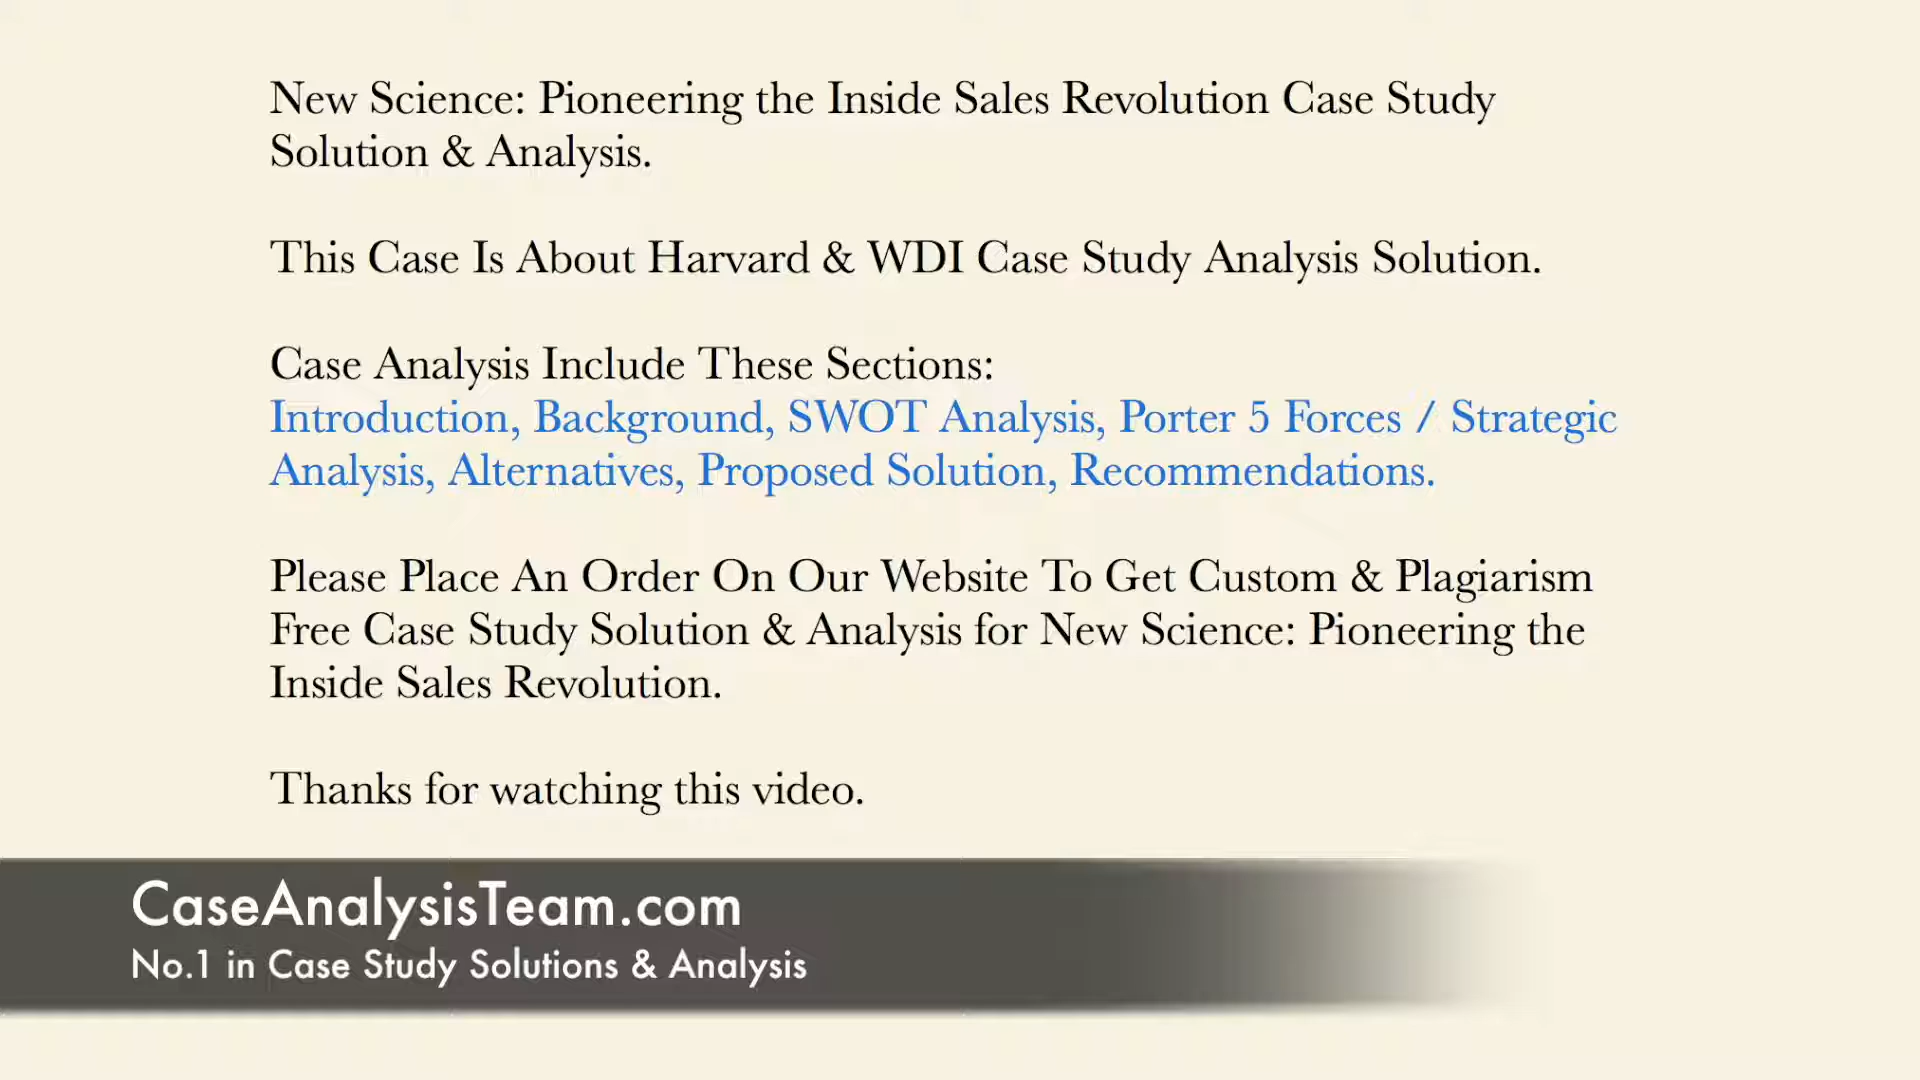 New Science: Pioneering the Inside Sales Revolution Case Study
Solution & Analysis.
This Case Is About Harvard & WDI Case Study Analysis Solution.
Case Analysis Include These Sections:
Introduction, Background, SWOT Analysis, Porter 5 Forces / Strategic
Analysis, Alternatives, Proposed Solution, Recommendations.
Please Place An Order On Our Website To Get Custom & Plagiarism
Free Case Study Solution & Analysis for New Science: Pioneering the
Inside Sales Revolution.
Thanks for watching this video.
CaseAnalysisTeam.com
No.1 in Case Study Solutions & Analysis